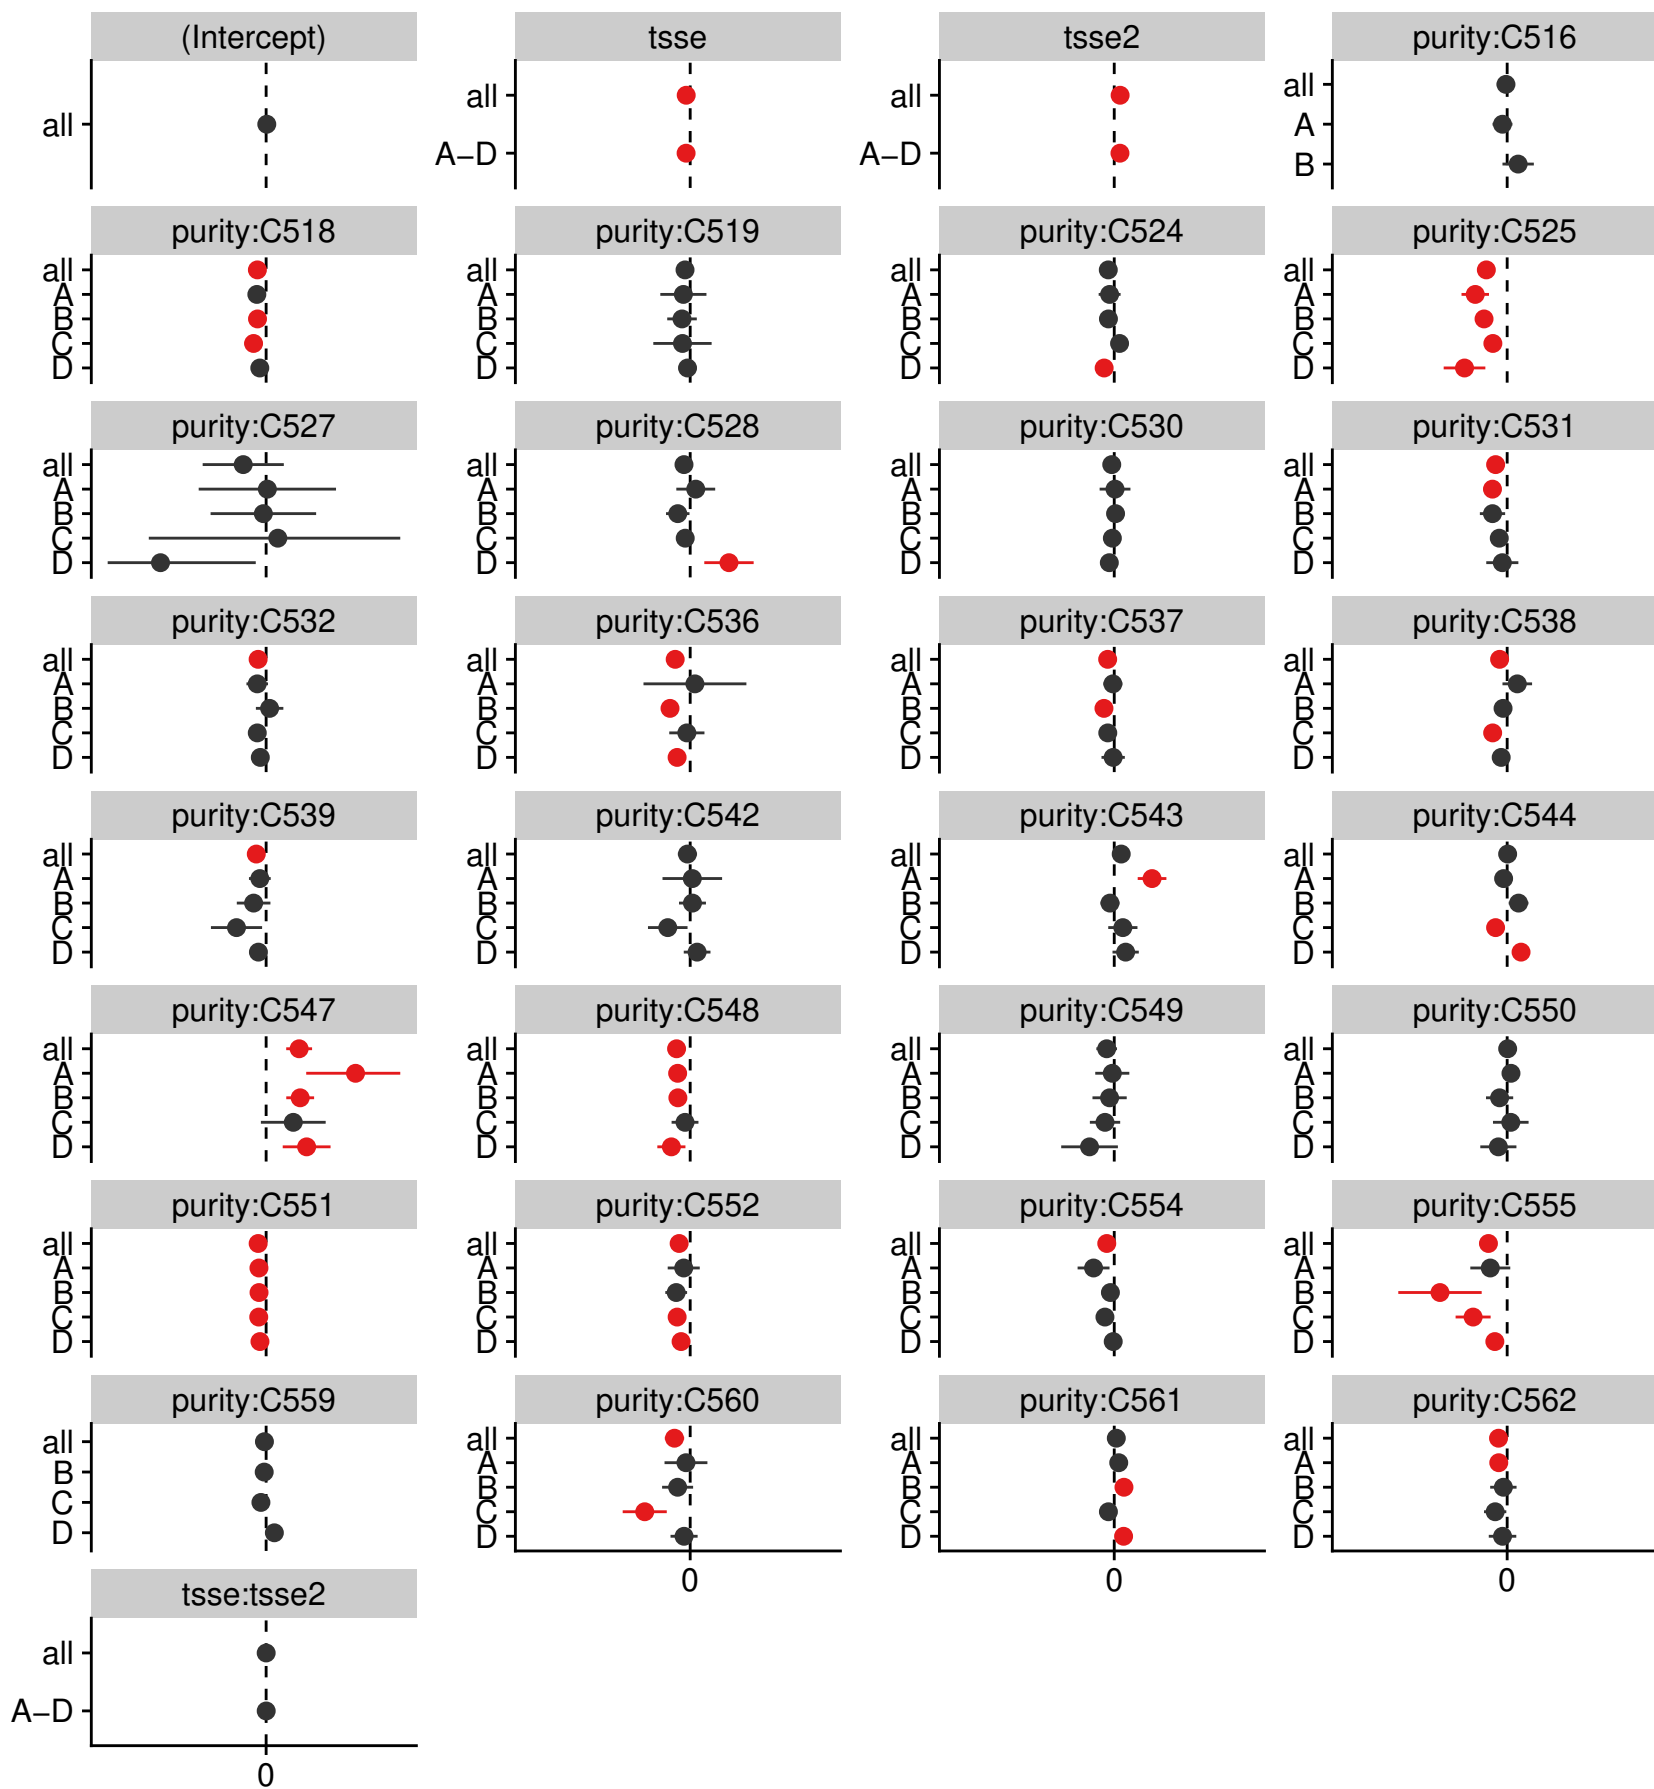 (Intercept)
tsse
tsse2
purity:C516
all
all
A−D
all
A−D
all
A
B
purity:C518
purity:C519
purity:C524
purity:C525
all
A
B
C
D
all
A
B
C
D
all
A
B
C
D
all
A
B
C
D
purity:C527
purity:C528
purity:C530
purity:C531
all
A
B
C
D
all
A
B
C
D
all
A
B
C
D
all
A
B
C
D
purity:C532
purity:C536
purity:C537
purity:C538
all
A
B
C
D
all
A
B
C
D
all
A
B
C
D
all
A
B
C
D
purity:C539
purity:C542
purity:C543
purity:C544
all
A
B
C
D
all
A
B
C
D
all
A
B
C
D
all
A
B
C
D
purity:C547
purity:C548
purity:C549
purity:C550
all
A
B
C
D
all
A
B
C
D
all
A
B
C
D
all
A
B
C
D
purity:C551
purity:C552
purity:C554
purity:C555
all
A
B
C
D
all
A
B
C
D
all
A
B
C
D
all
A
B
C
D
purity:C559
purity:C560
purity:C561
purity:C562
all
B
C
D
all
A
B
C
D
0
all
A
B
C
D
0
all
A
B
C
D
0
tsse:tsse2
all
A−D
0